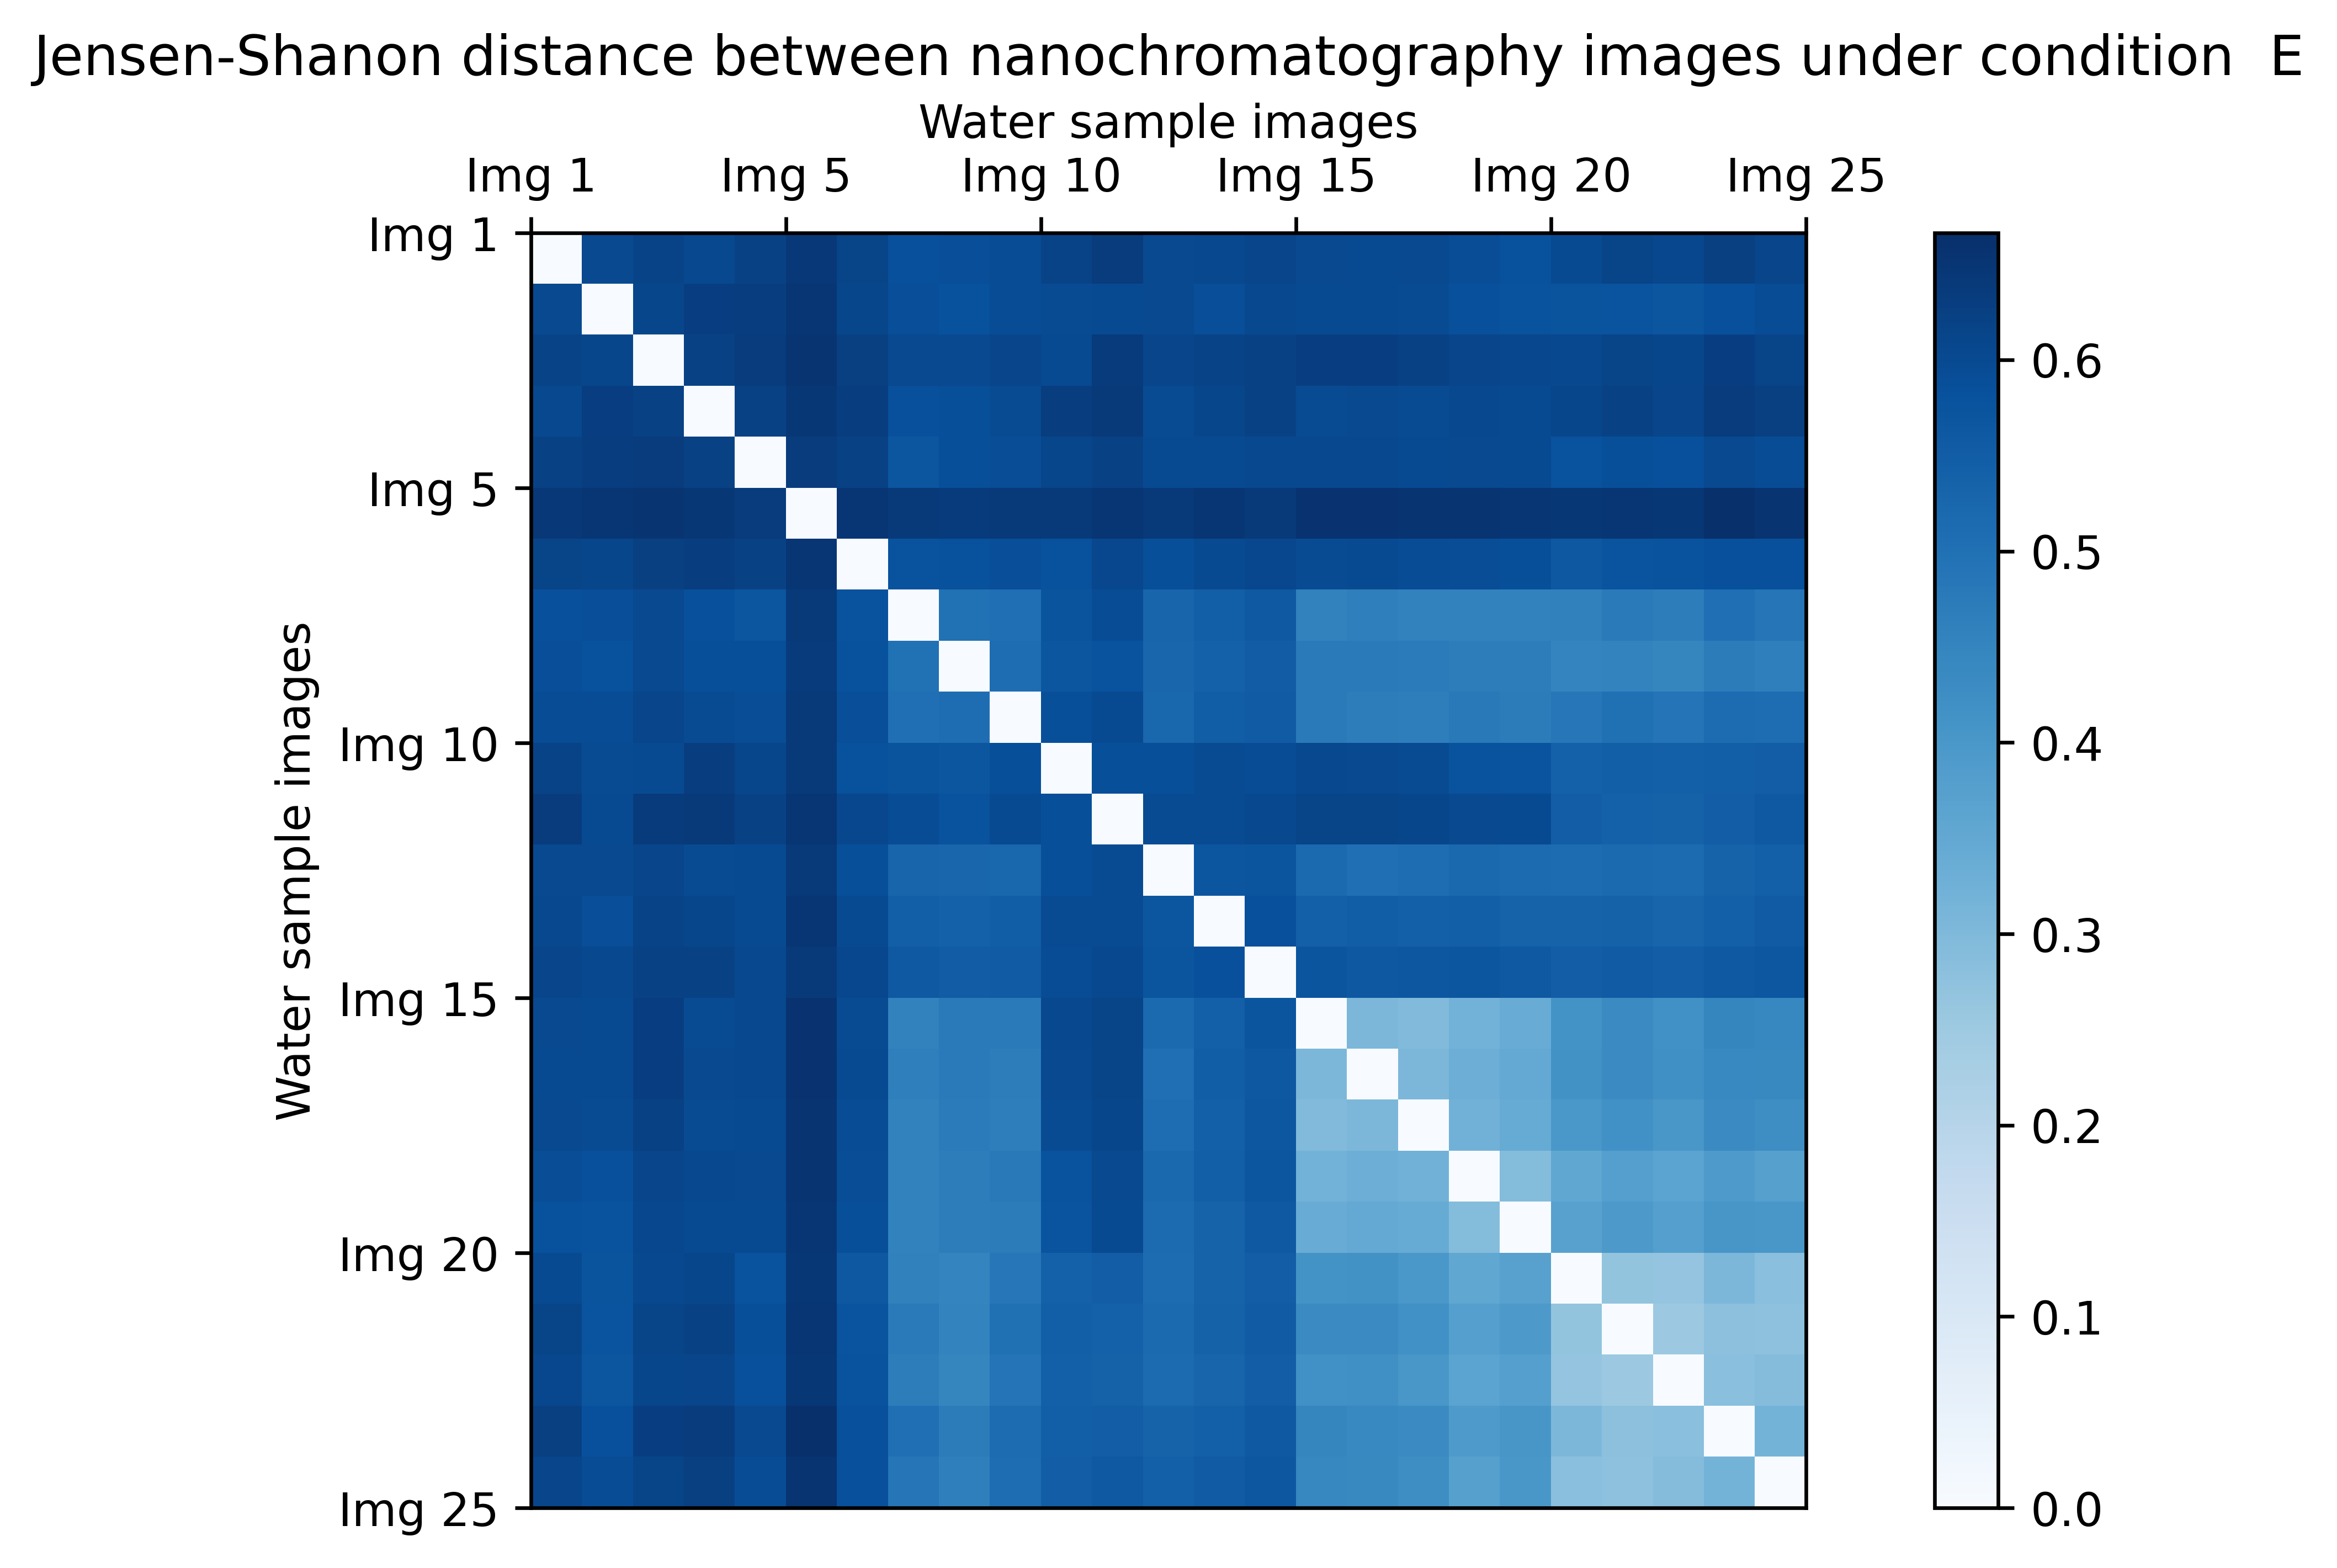 Jensen-Shanon distance between nanochromatography images under condition  E
Water sample images
Img 1 Img 5 Img 10 Img 15 Img 20 Img 25
Img 1
Img 5
Img 10
Img 15
Img 20
Img 25
Water sample images
0.6
0.5
0.4
0.3
0.2
0.1
0.0